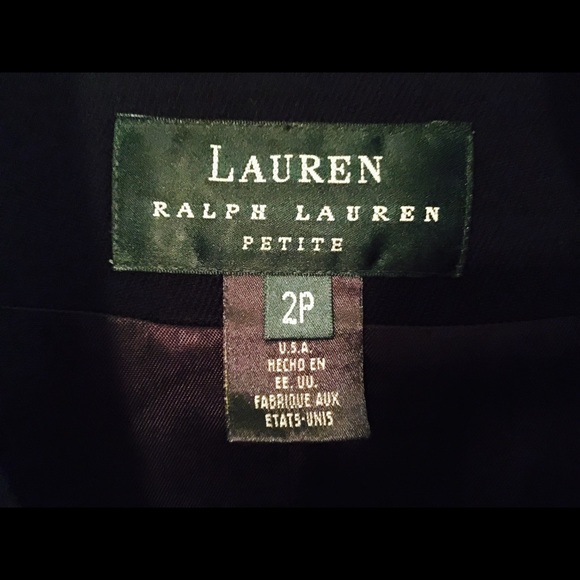 LAUREN
RALPH LAUREN
PETITE
2P
U.S.A.
HECHO EN
EE. UU.
FABRIQUE AUX
ETATS-UNIS